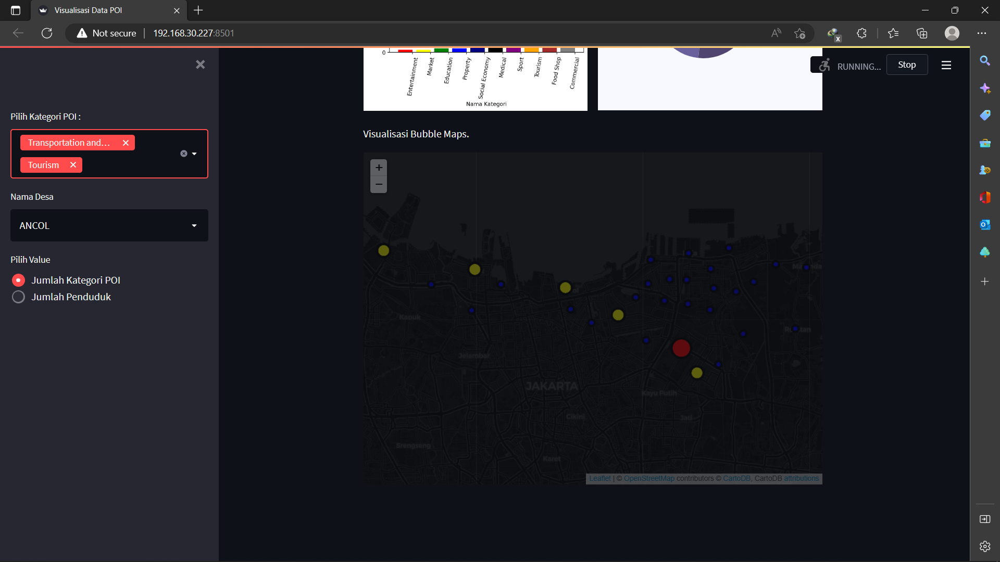 Visualisasi Data POI
Not secure
192.168.30.227:8501
RUNNING...
Stop
Pilih Kategori POI :
Transportation and...
Tourism
Nama Desa
ANCOL
Pilih Value
Jumlah Kategori POI
Jumlah Penduduk
0
Entertainment
Market
Education
Property
Social Economy
Medical
Sport
Tourism
Food Shop
Commercial
Nama Kategori
Visualisasi Bubble Maps.
+
−
Kapuk
Jelambar
JAKARTA
Kayu Putih
Cikini
Jati
Srengseng
Karet
Leaflet | © OpenStreetMap contributors © CartoDB, CartoDB attributions